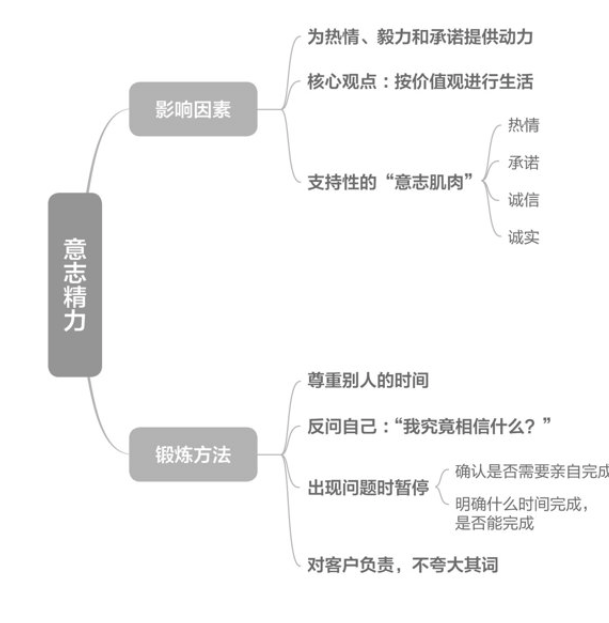 意志精力
影响因素
为热情、毅力和承诺提供动力
核心观点：按价值观进行生活
支持性的“意志肌肉”
热情
承诺
诚信
诚实
锻炼方法
尊重别人的时间
反问自己：“我究竟相信什么？”
出现问题时暂停
确认是否需要亲自完成
明确什么时间完成，
是否能完成
对客户负责，不夸大其词